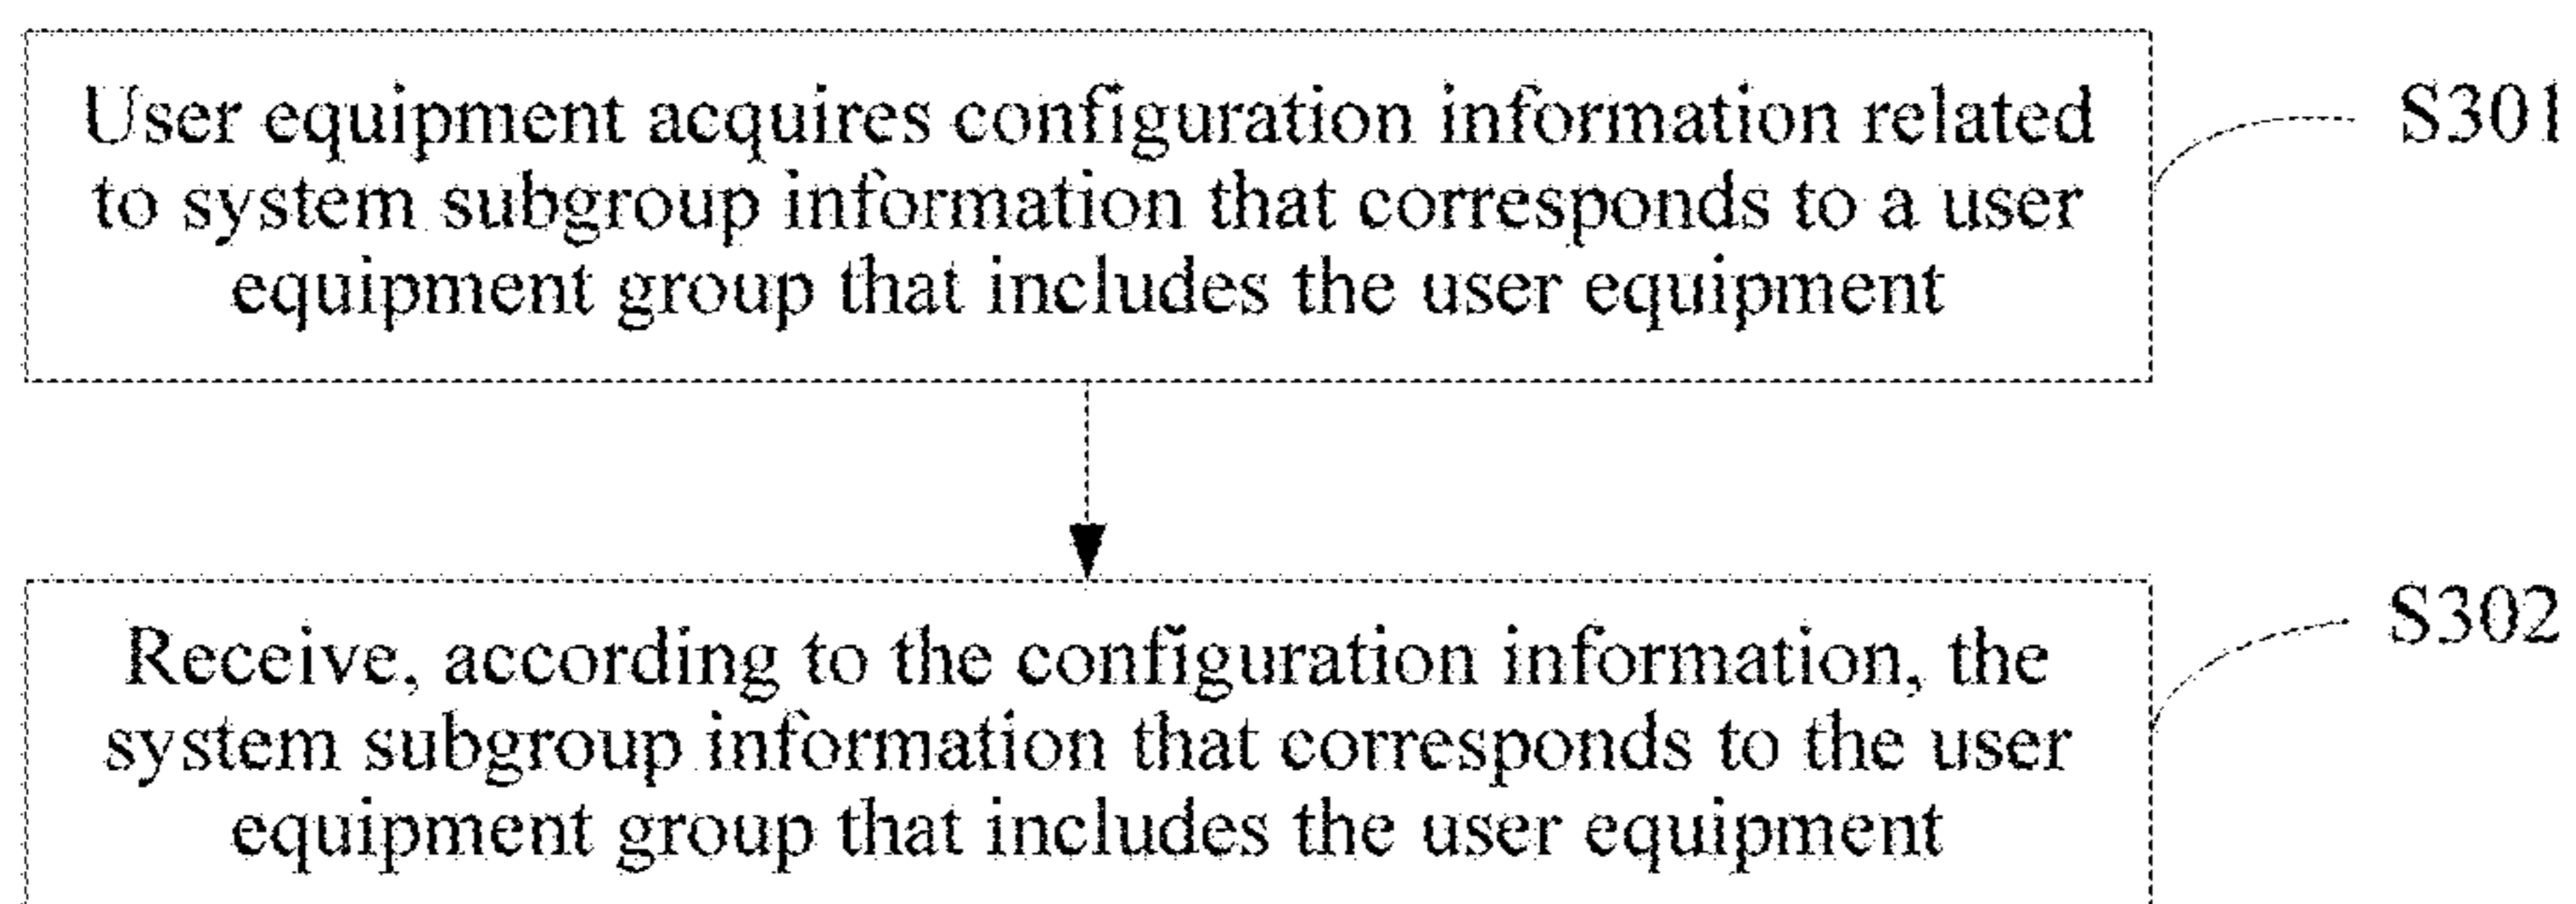 User equipment acquires configuration information related
to system subgroup information that corresponds to a user
equipment group that includes the user equipment
S301
Receive, according to the configuration information, the
system subgroup information that corresponds to the user
equipment group that includes the user equipment
S302